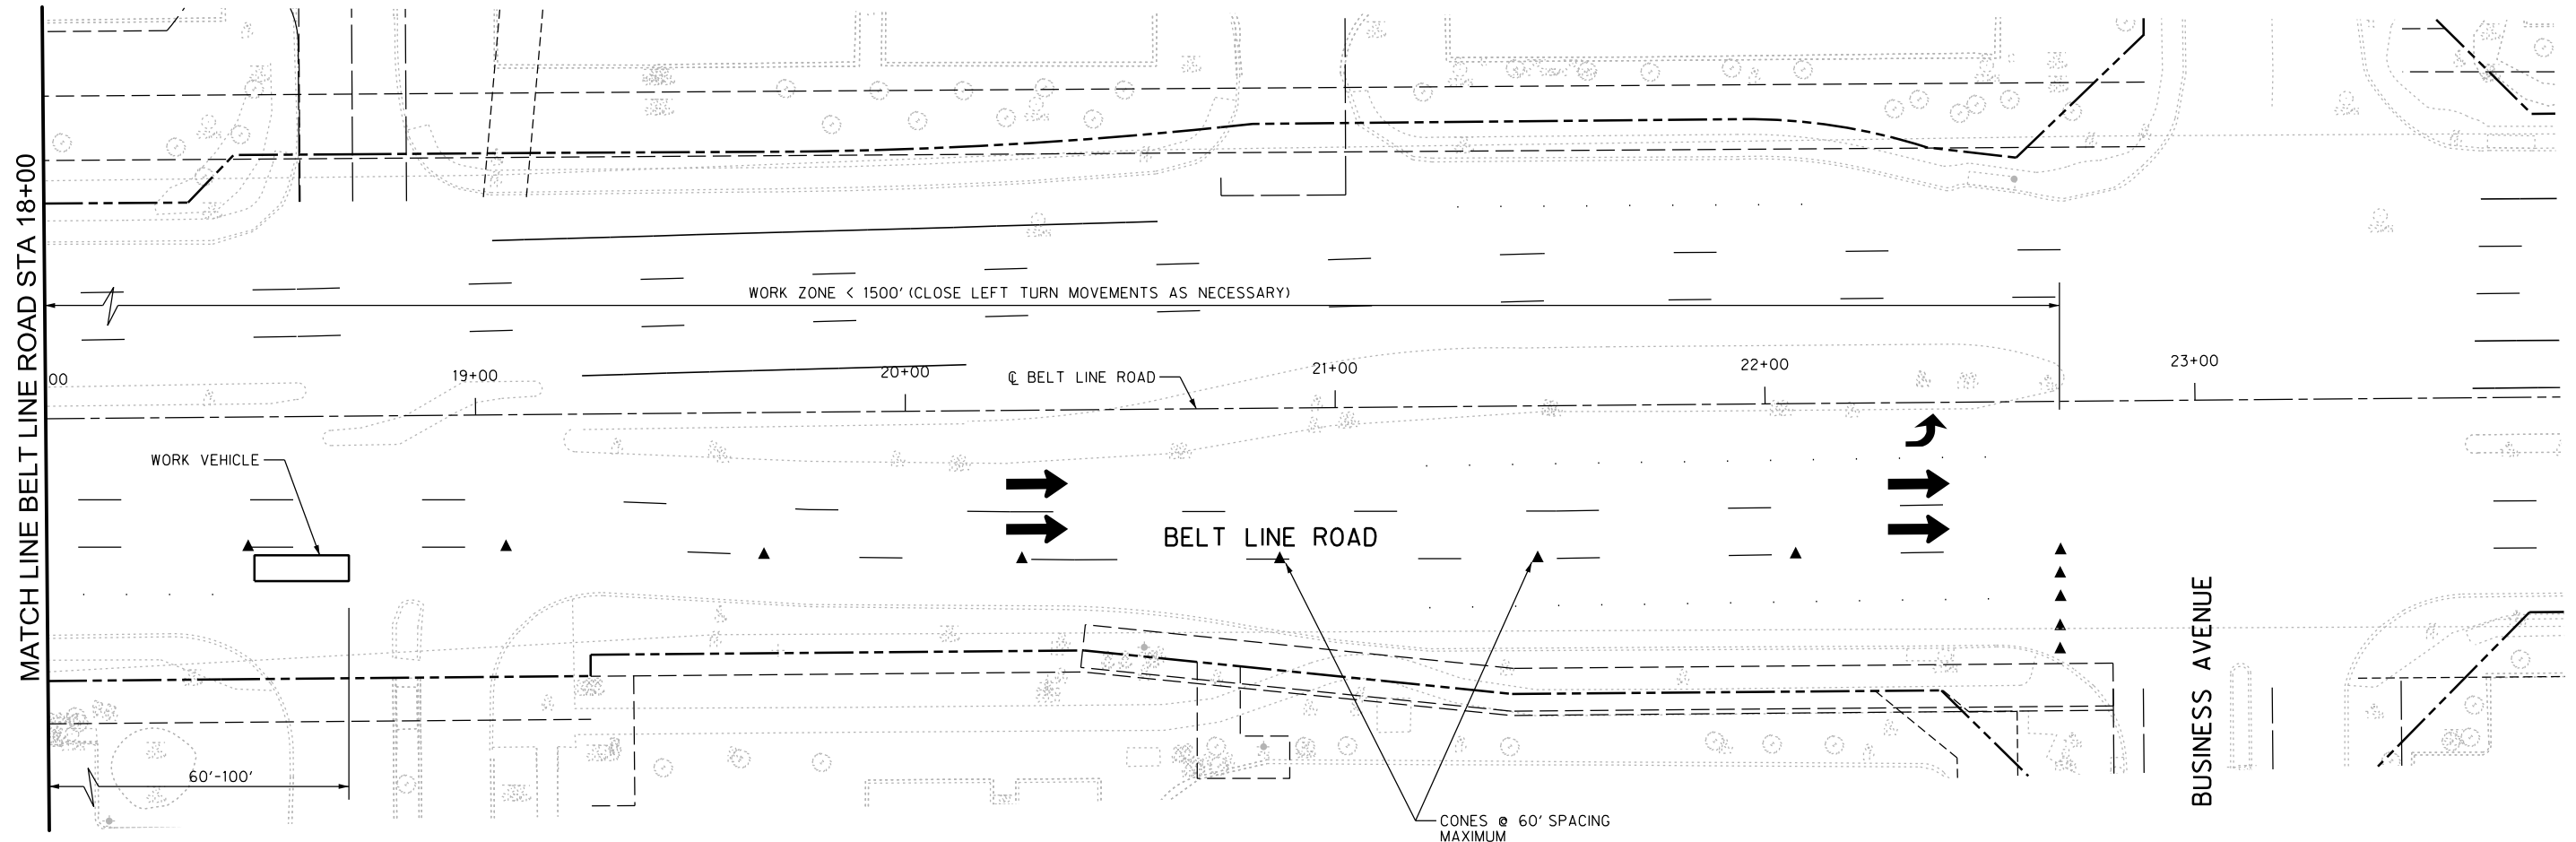 MATCH LINE BELT LINE ROAD STA 18+00
WORK ZONE < 1500' (CLOSE LEFT TURN MOVEMENTS AS NECESSARY)
00
19+00
20+00
℄ BELT LINE ROAD
21+00
22+00
23+00
WORK VEHICLE
BELT LINE ROAD
BUSINESS AVENUE
60'-100'
CONES @ 60' SPACING
MAXIMUM